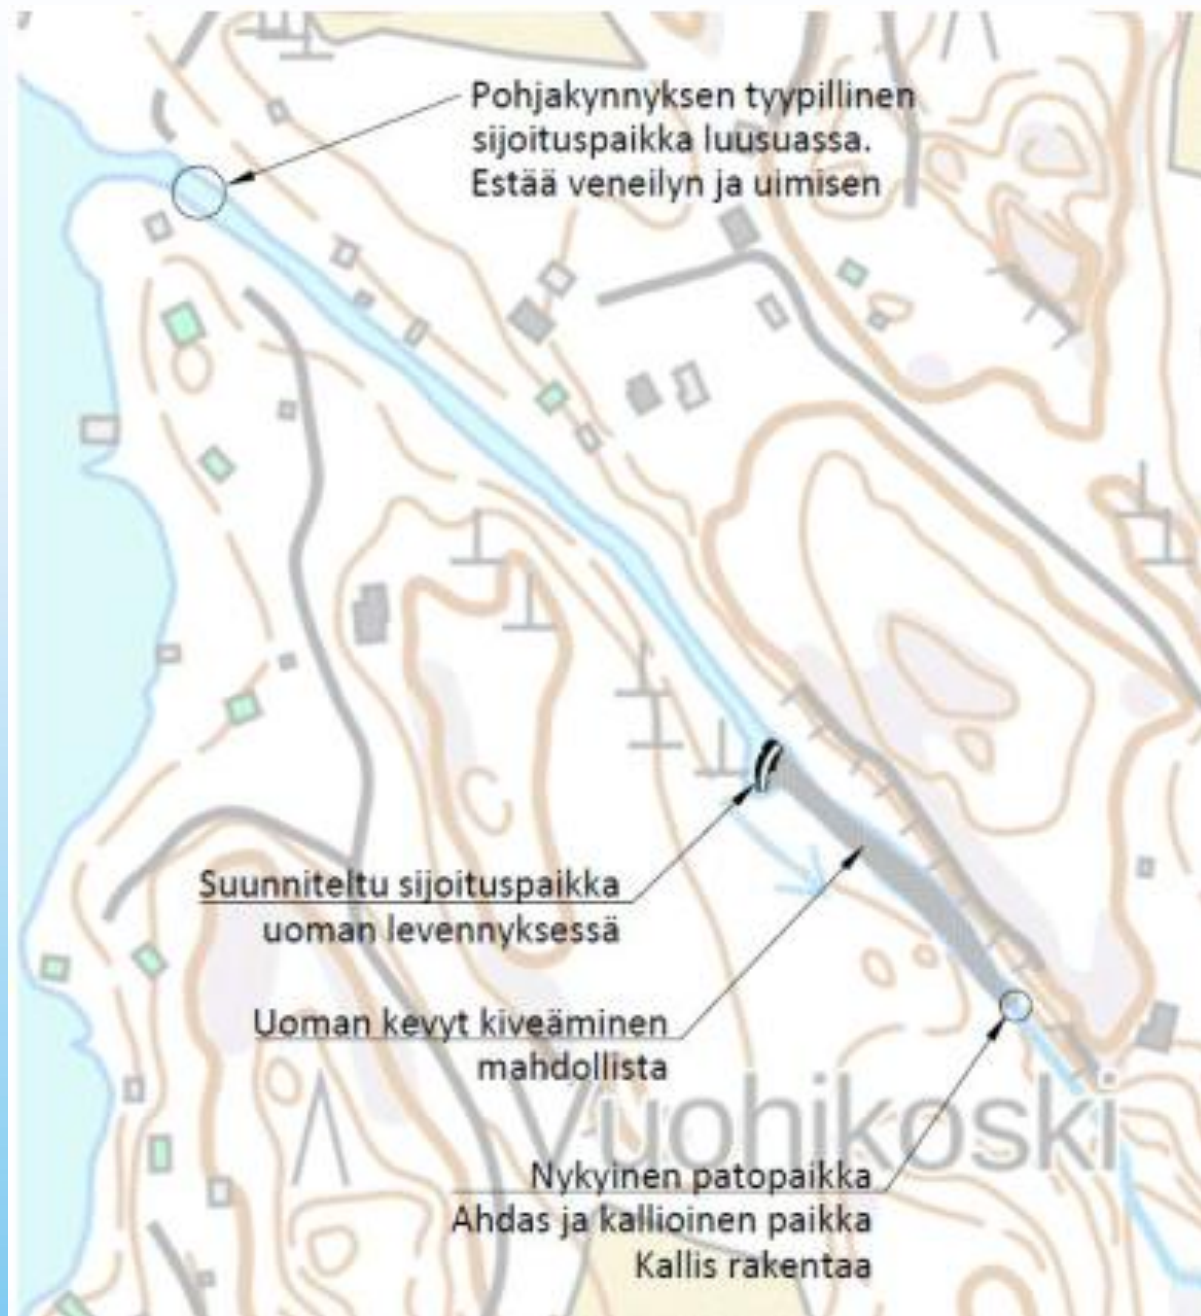 Pohjakynnyksen tyypillinen
sijoituspaikka luusuassa.
Estää veneilyn ja uimisen
Suunniteltu sijoituspaikka
uoman levennyksessä
Uoman kevyt kiveäminen
mahdollista
Vuohikoski
Nykyinen patopaikka
Ahdas ja kallioinen paikka
Kallis rakentaa